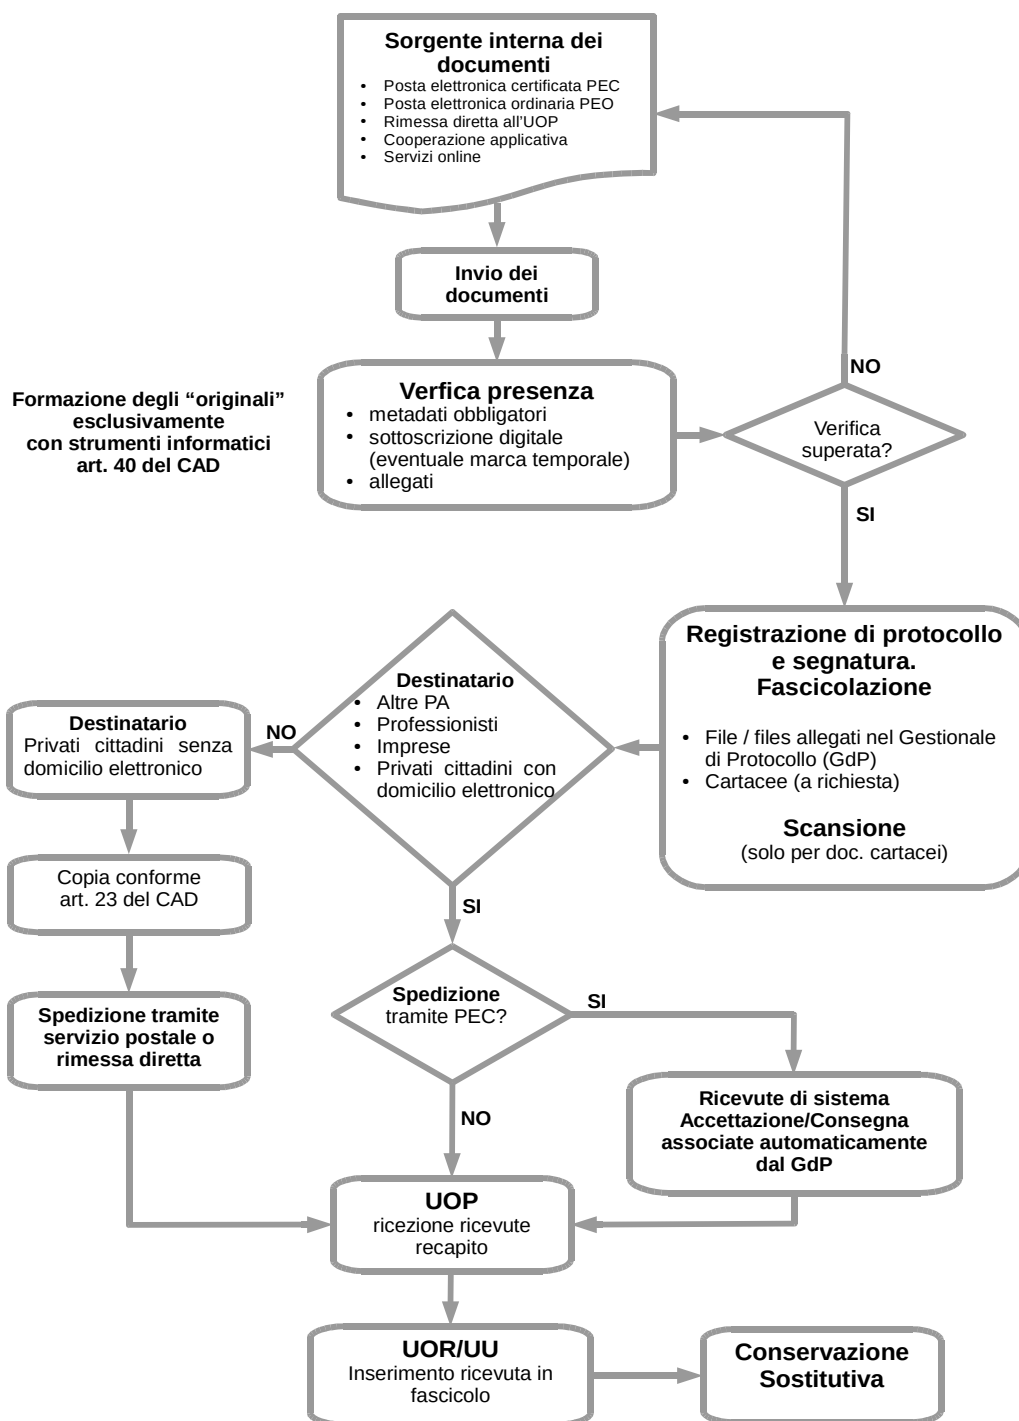 Sorgente interna dei
documenti
• Posta elettronica certificata PEC
• Posta elettronica ordinaria PEO
• Rimessa diretta all'UOP
• Cooperazione applicativa
• Servizi online
Invio dei
documenti
Formazione degli “originali”
esclusivamente
con strumenti informatici
art. 40 del CAD
Verfica presenza
• metadati obbligatori
• sottoscrizione digitale
(eventuale marca temporale)
• allegati
NO
Verifica
superata?
SI
Registrazione di protocollo
e segnatura.
Fascicolazione
• File / files allegati nel Gestionale
di Protocollo (GdP)
• Cartacee (a richiesta)
Scansione
(solo per doc. cartacei)
Destinatario
• Altre PA
• Professionisti
• Imprese
• Privati cittadini con
domicilio elettronico
NO
Destinatario
Privati cittadini senza
domicilio elettronico
Copia conforme
art. 23 del CAD
Spedizione tramite
servizio postale o
rimessa diretta
SI
Spedizione
tramite PEC?
SI
NO
Ricevute di sistema
Accettazione/Consegna
associate automaticamente
dal GdP
UOP
ricezione ricevute
recapito
UOR/UU
Inserimento ricevuta in
fascicolo
Conservazione
Sostitutiva